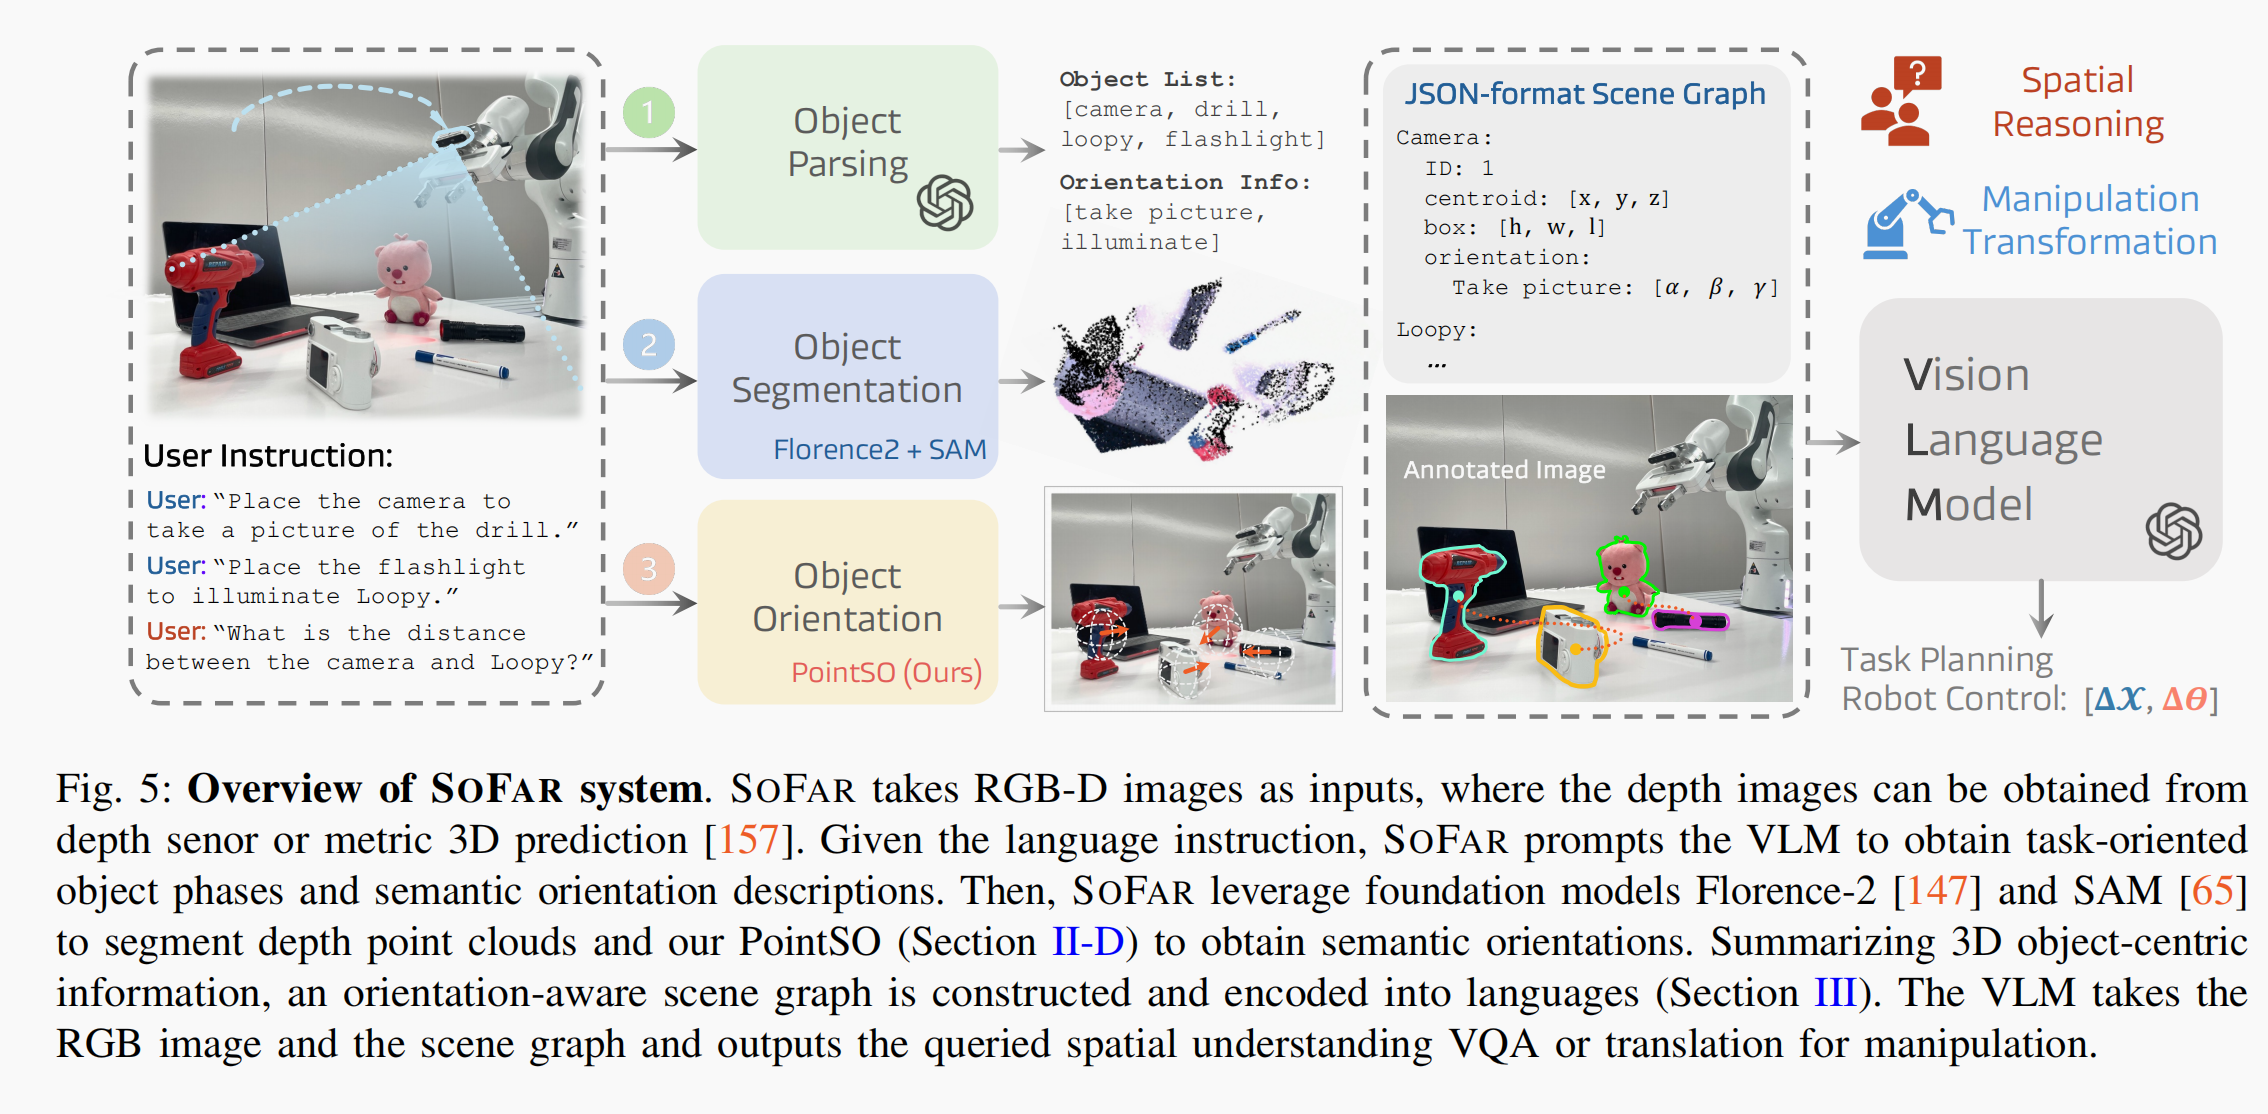 User Instruction:
User: “Place the camera to
take a picture of the drill.”
User: “Place the flashlight
to illuminate Loopy.”
User: “What is the distance
between the camera and Loopy?”
1
Object
Parsing
2
Object
Segmentation
Florence2 + SAM
3
Object
Orientation
PointSO (Ours)
Object List:
[camera, drill,
loopy, flashlight]
Orientation Info:
[take picture,
illuminate]
JSON-format Scene Graph
Camera:
ID: 1
centroid: [x, y, z]
box: [h, w, l]
orientation:
Take picture: [α, β, γ]
Loopy:
...
Annotated Image
?
Spatial
Reasoning
Manipulation
Transformation
Vision
Language
Model
Task Planning
Robot Control: [Δ𝒳, Δθ]
Fig. 5: Overview of SOFAR system. SOFAR takes RGB-D images as inputs, where the depth images can be obtained from
depth senor or metric 3D prediction [157]. Given the language instruction, SOFAR prompts the VLM to obtain task-oriented
object phases and semantic orientation descriptions. Then, SOFAR leverage foundation models Florence-2 [147] and SAM [65]
to segment depth point clouds and our PointSO (Section II-D) to obtain semantic orientations. Summarizing 3D object-centric
information, an orientation-aware scene graph is constructed and encoded into languages (Section III). The VLM takes the
RGB image and the scene graph and outputs the queried spatial understanding VQA or translation for manipulation.